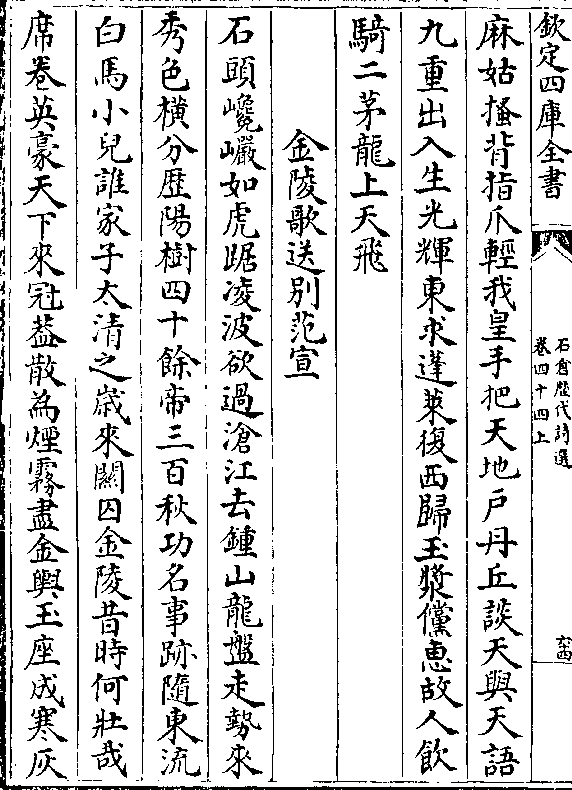 欽定四庫全書
石倉歷代詩選
卷四十四上
六十四
麻姑搔背指爪輕我皇手把天地戶丹丘談天與天語
九重出入生光輝東求蓬萊復西歸玉漿儻惠故人飲
騎二茅龍上天飛
金陵歌送別范宣
石頭巉巗如虎踞凌波欲過滄江去鍾山龍盤走勢來
秀色橫分歷陽樹四十餘帝三百秋功名事跡隨東流
白馬小兒誰家子太清之歲來關囚金陵昔時何壯哉
席卷英豪天下來冠葢散為煙霧盡金輿玉座成寒灰